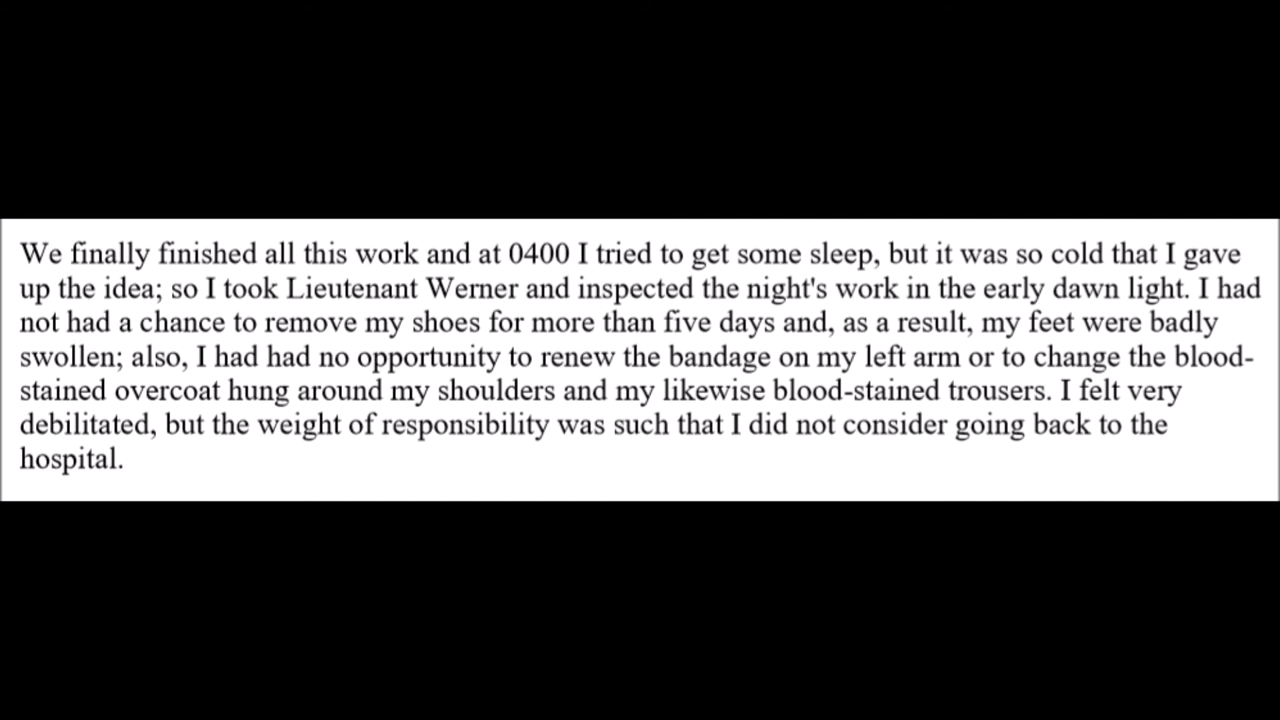 We finally finished all this work and at 0400 I tried to get some sleep, but it was so cold that I gave
up the idea; so I took Lieutenant Werner and inspected the night's work in the early dawn light. I had
not had a chance to remove my shoes for more than five days and, as a result, my feet were badly
swollen; also, I had had no opportunity to renew the bandage on my left arm or to change the blood-
stained overcoat hung around my shoulders and my likewise blood-stained trousers. I felt very
debilitated, but the weight of responsibility was such that I did not consider going back to the
hospital.